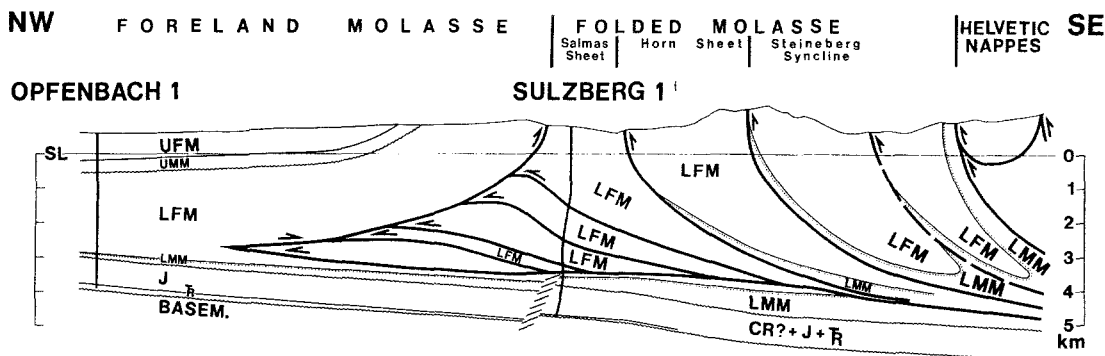 NW FORELAND MOLASSE FOLDED MOLASSE HELVETIC NAPPES SE
Salmas Sheet Horn Sheet Steineberg Syncline
OPFENBACH 1 SULZBERG 1
SL UFM 0
UMM
1
LFM LFM LFM
2
LFM LFM LFM LMM
LMM LFM LFM 3
J LMM LMM
TR LMM 4
BASEM.
CR? + J + TR 5
km